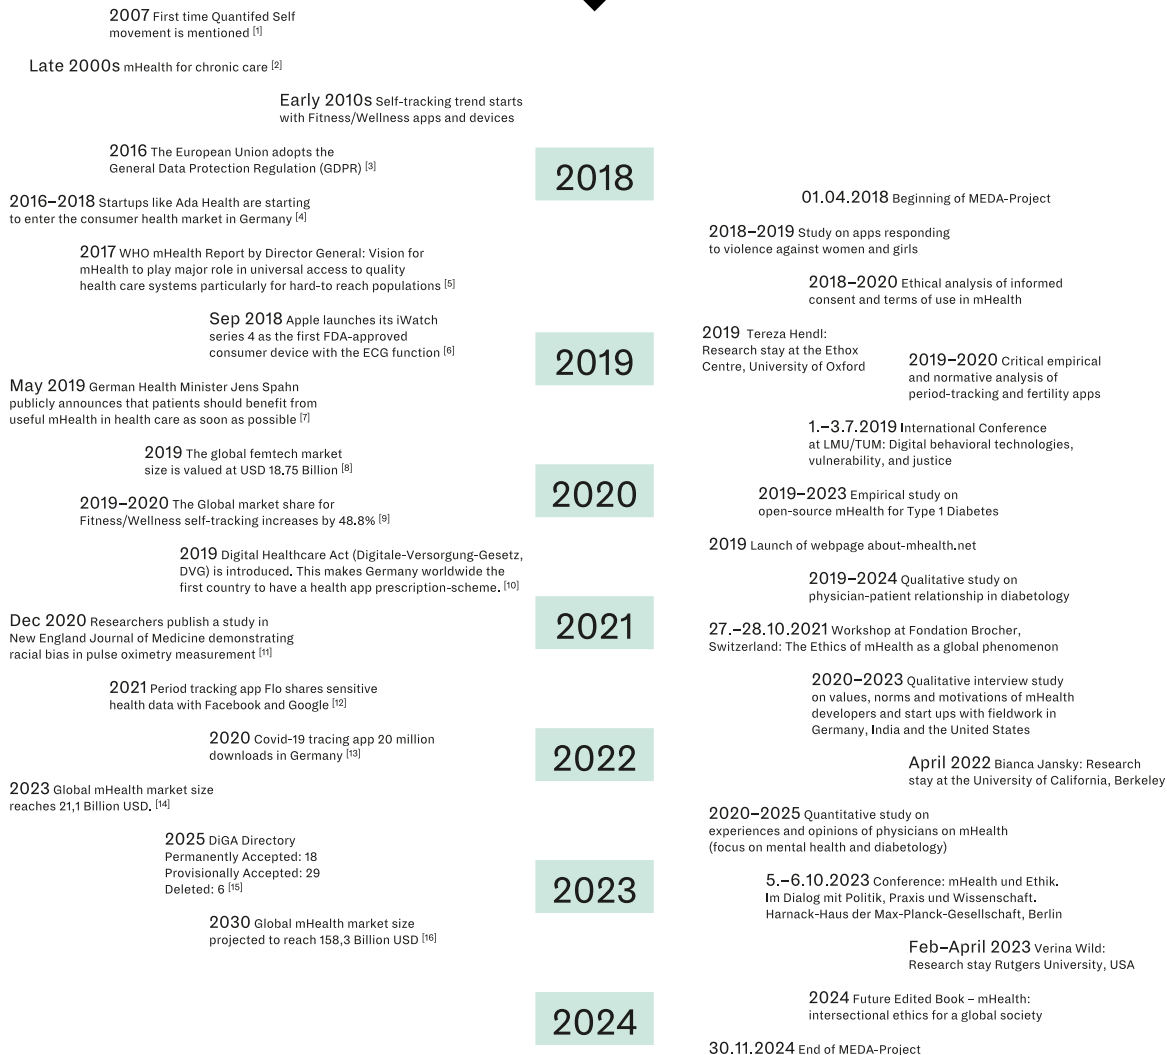 2007 First time Quantifed Self
movement is mentioned [1]
Late 2000s mHealth for chronic care [2]
Early 2010s Self-tracking trend starts
with Fitness/Wellness apps and devices
2016 The European Union adopts the
General Data Protection Regulation (GDPR) [3]
2016–2018 Startups like Ada Health are starting
to enter the consumer health market in Germany [4]
2017 WHO mHealth Report by Director General: Vision for
mHealth to play major role in universal access to quality
health care systems particularly for hard-to reach populations [5]
Sep 2018 Apple launches its iWatch
series 4 as the first FDA-approved
consumer device with the ECG function [6]
May 2019 German Health Minister Jens Spahn
publicly announces that patients should benefit from
useful mHealth in health care as soon as possible [7]
2019 The global femtech market
size is valued at USD 18.75 Billion [8]
2019–2020 The Global market share for
Fitness/Wellness self-tracking increases by 48.8% [9]
2019 Digital Healthcare Act (Digitale-Versorgung-Gesetz,
DVG) is introduced. This makes Germany worldwide the
first country to have a health app prescription-scheme. [10]
Dec 2020 Researchers publish a study in
New England Journal of Medicine demonstrating
racial bias in pulse oximetry measurement [11]
2021 Period tracking app Flo shares sensitive
health data with Facebook and Google [12]
2020 Covid-19 tracing app 20 million
downloads in Germany [13]
2023 Global mHealth market size
reaches 21,1 Billion USD. [14]
2025 DiGA Directory
Permanently Accepted: 18
Provisionally Accepted: 29
Deleted: 6 [15]
2030 Global mHealth market size
projected to reach 158,3 Billion USD [16]
2018
2019
2020
2021
2022
2023
2024
01.04.2018 Beginning of MEDA-Project
2018–2019 Study on apps responding
to violence against women and girls
2018–2020 Ethical analysis of informed
consent and terms of use in mHealth
2019 Tereza Hendl:
Research stay at the Ethox
Centre, University of Oxford
2019–2020 Critical empirical
and normative analysis of
period-tracking and fertility apps
1.–3.7.2019 International Conference
at LMU/TUM: Digital behavioral technologies,
vulnerability, and justice
2019–2023 Empirical study on
open-source mHealth for Type 1 Diabetes
2019 Launch of webpage about-mhealth.net
2019–2024 Qualitative study on
physician-patient relationship in diabetology
27.–28.10.2021 Workshop at Fondation Brocher,
Switzerland: The Ethics of mHealth as a global phenomenon
2020–2023 Qualitative interview study
on values, norms and motivations of mHealth
developers and start ups with fieldwork in
Germany, India and the United States
April 2022 Bianca Jansky: Research
stay at the University of California, Berkeley
2020–2025 Quantitative study on
experiences and opinions of physicians on mHealth
(focus on mental health and diabetology)
5.–6.10.2023 Conference: mHealth und Ethik.
Im Dialog mit Politik, Praxis und Wissenschaft.
Harnack-Haus der Max-Planck-Gesellschaft, Berlin
Feb–April 2023 Verina Wild:
Research stay Rutgers University, USA
2024 Future Edited Book – mHealth:
intersectional ethics for a global society
30.11.2024 End of MEDA-Project